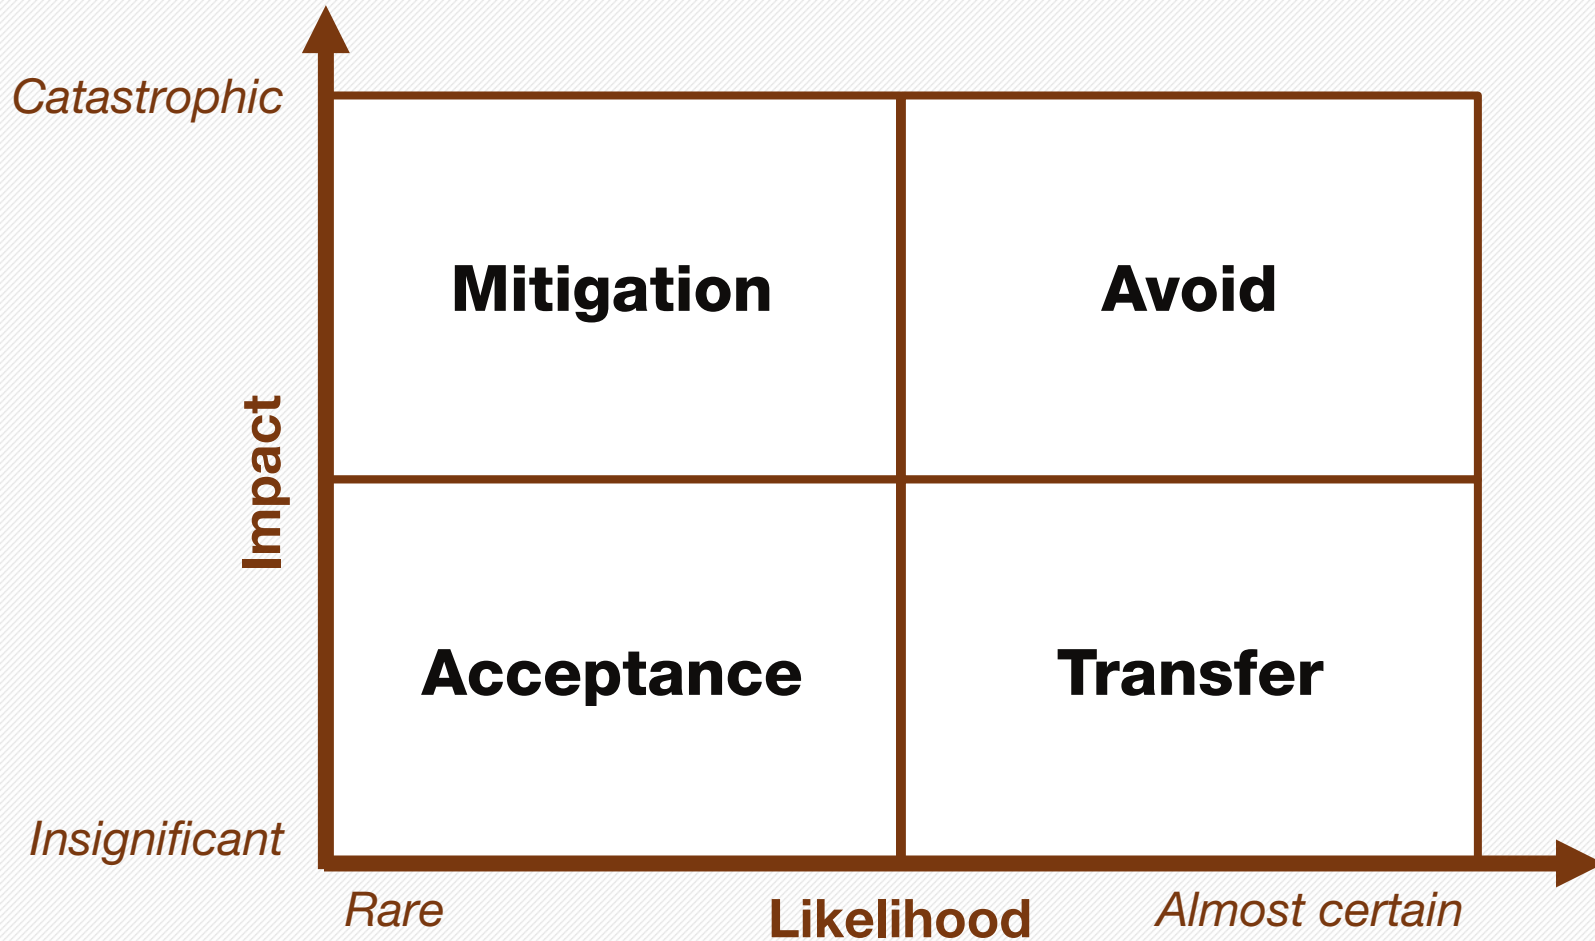 Catastrophic
Mitigation
Avoid
Impact
Acceptance
Transfer
Insignificant
Rare
Likelihood
Almost certain